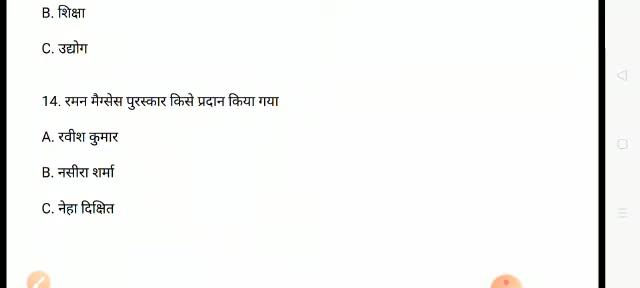 B. शिक्षा
C. उद्योग
14. रमन मैग्सेस पुरस्कार किसे प्रदान किया गया
A. रवीश कुमार
B. नसीरा शर्मा
C. नेहा दिक्षित